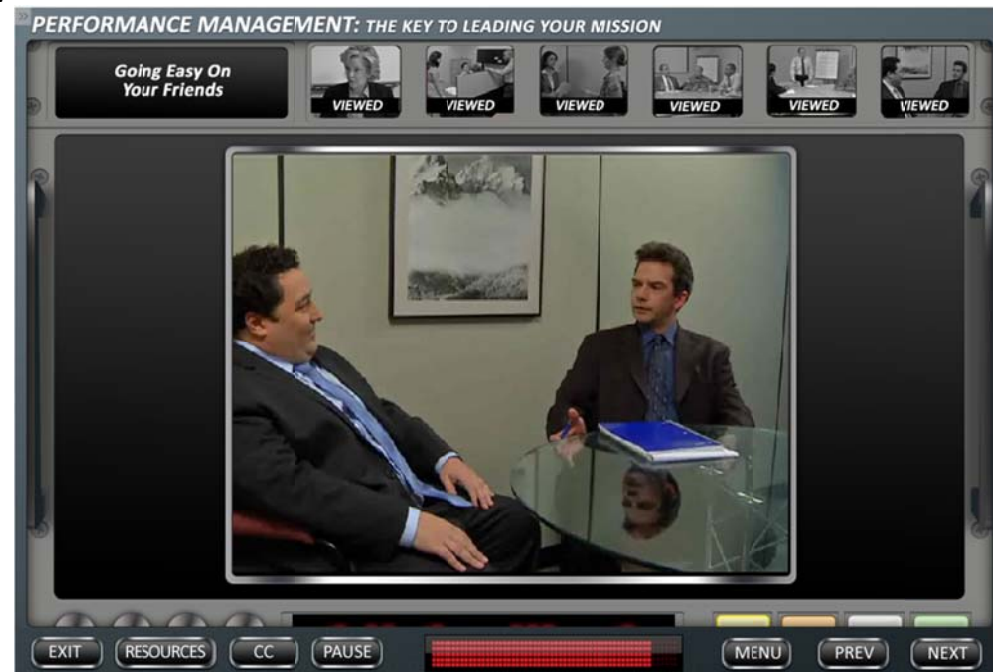 PERFORMANCE MANAGEMENT: THE KEY TO LEADING YOUR MISSION
Going Easy On
Your Friends
VIEWED
VIEWED
VIEWED
VIEWED
VIEWED
VIEWED
EXIT
RESOURCES
CC
PAUSE
MENU
PREV
NEXT